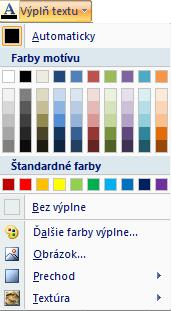 Výplň textu
Automaticky
Farby motívu
Štandardné farby
Bez výplne
Ďalšie farby výplne...
Obrázok...
Prechod
Textúra